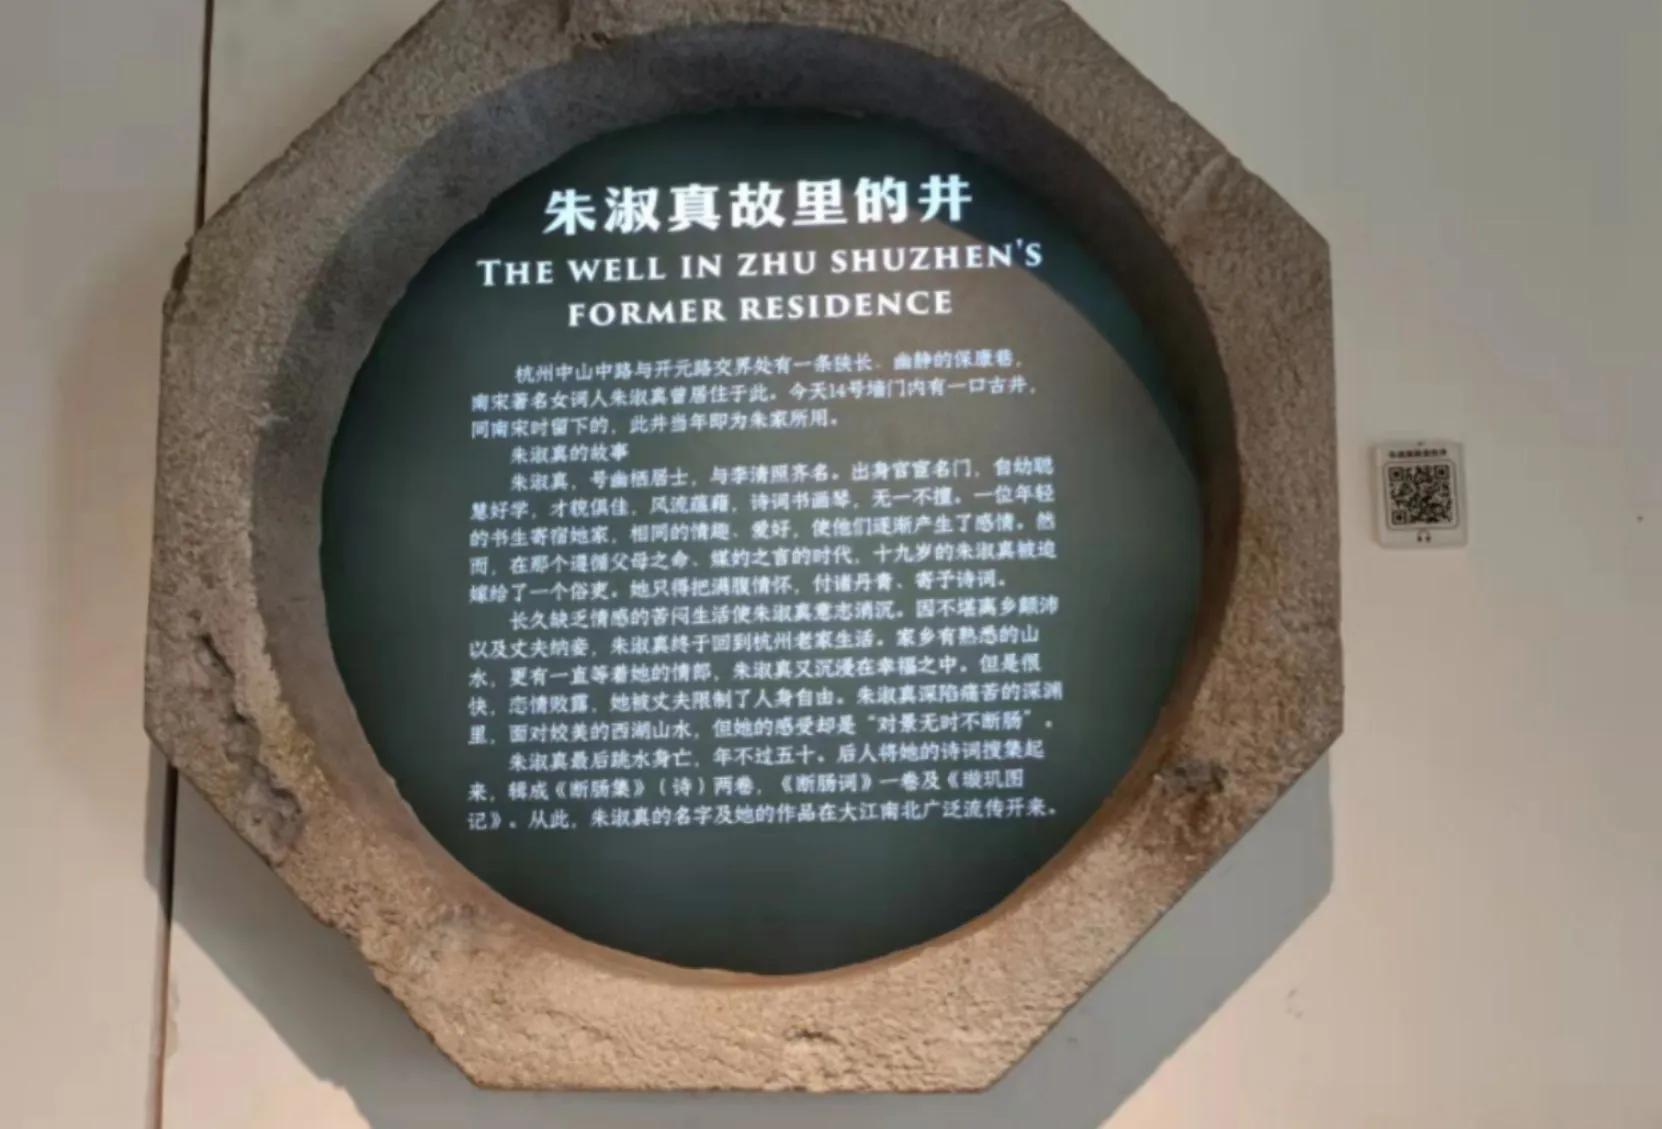 朱淑真故里的井
THE WELL IN ZHU SHUZHEN'S
FORMER RESIDENCE
杭州中山中路与开元路交界处有一条狭长、幽静的保康巷，
南宋著名女词人朱淑真曾居住于此。今天14号墙门内有一口古井，
同南宋时留下的，此井当年即为朱家所用。
朱淑真的故事
朱淑真，号幽栖居士，与李清照齐名。出身官宦名门，自幼聪
慧好学，才貌俱佳，风流蕴藉，诗词书画琴，无一不擅。一位年轻
的书生寄宿她家，相同的情趣、爱好，使他们逐渐产生了感情。然
而，在那个遵循父母之命、媒妁之言的时代，十九岁的朱淑真被迫
嫁给了一个俗吏。她只得把满腹情怀，付诸丹青、寄予诗词。
长久缺乏情感的苦闷生活使朱淑真意志消沉。因不堪离乡颠沛
以及丈夫纳妾，朱淑真终于回到杭州老家生活。家乡有熟悉的山
水，更有一直等着她的情郎，朱淑真又沉浸在幸福之中。但是很
快，恋情败露，她被丈夫限制了人身自由。朱淑真深陷痛苦的深渊
里，面对姣美的西湖山水，但她的感受却是“对景无时不断肠”。
朱淑真最后跳水身亡，年不过五十。后人将她的诗词搜集起
来，辑成《断肠集》（诗）两卷，《断肠词》一卷及《璇玑图
记》。从此，朱淑真的名字及她的作品在大江南北广泛流传开来。